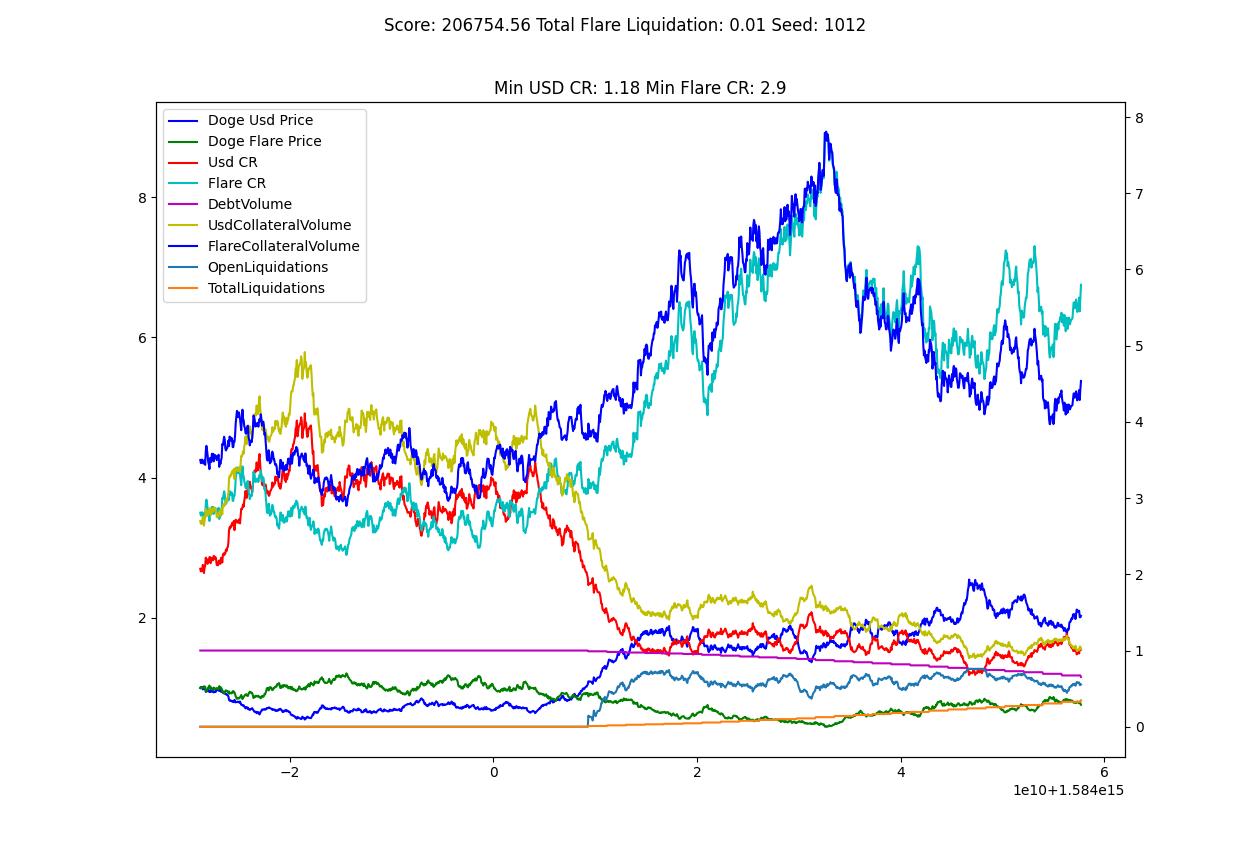 Score: 206754.56 Total Flare Liquidation: 0.01 Seed: 1012
Min USD CR: 1.18 Min Flare CR: 2.9
Doge Usd Price
Doge Flare Price
Usd CR
Flare CR
DebtVolume
UsdCollateralVolume
FlareCollateralVolume
OpenLiquidations
TotalLiquidations
8
6
4
2
8
7
6
5
4
3
2
1
0
−2 0 2 4 6
1e10+1.584e15